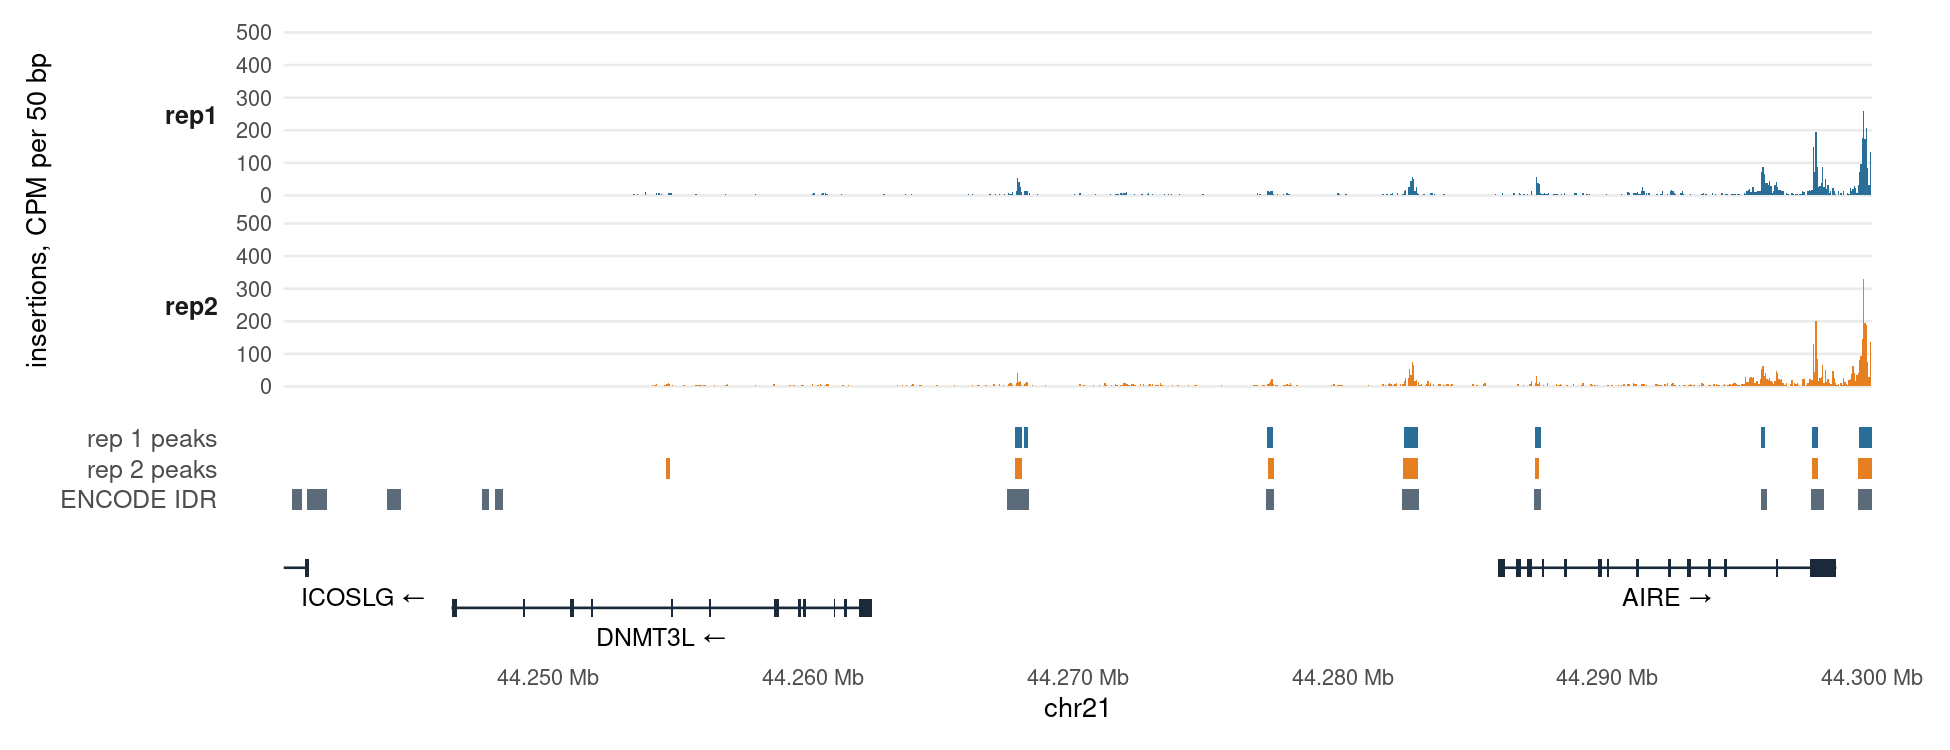 insertions, CPM per 50 bp
rep1
500
400
300
200
100
0
rep2
500
400
300
200
100
0
rep 1 peaks
rep 2 peaks
ENCODE IDR
ICOSLG ←
AIRE →
DNMT3L ←
44.250 Mb 44.260 Mb 44.270 Mb 44.280 Mb 44.290 Mb 44.300 Mb
chr21